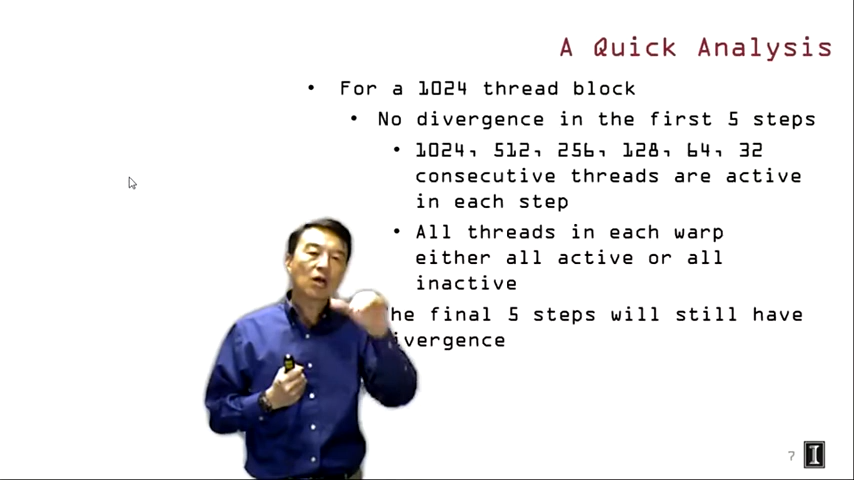 A Quick Analysis
• For a 1024 thread block
• No divergence in the first 5 steps
• 1024, 512, 256, 128, 64, 32
consecutive threads are active
in each step
• All threads in each warp
either all active or all
inactive
he final 5 steps will still have
ivergence
7 I